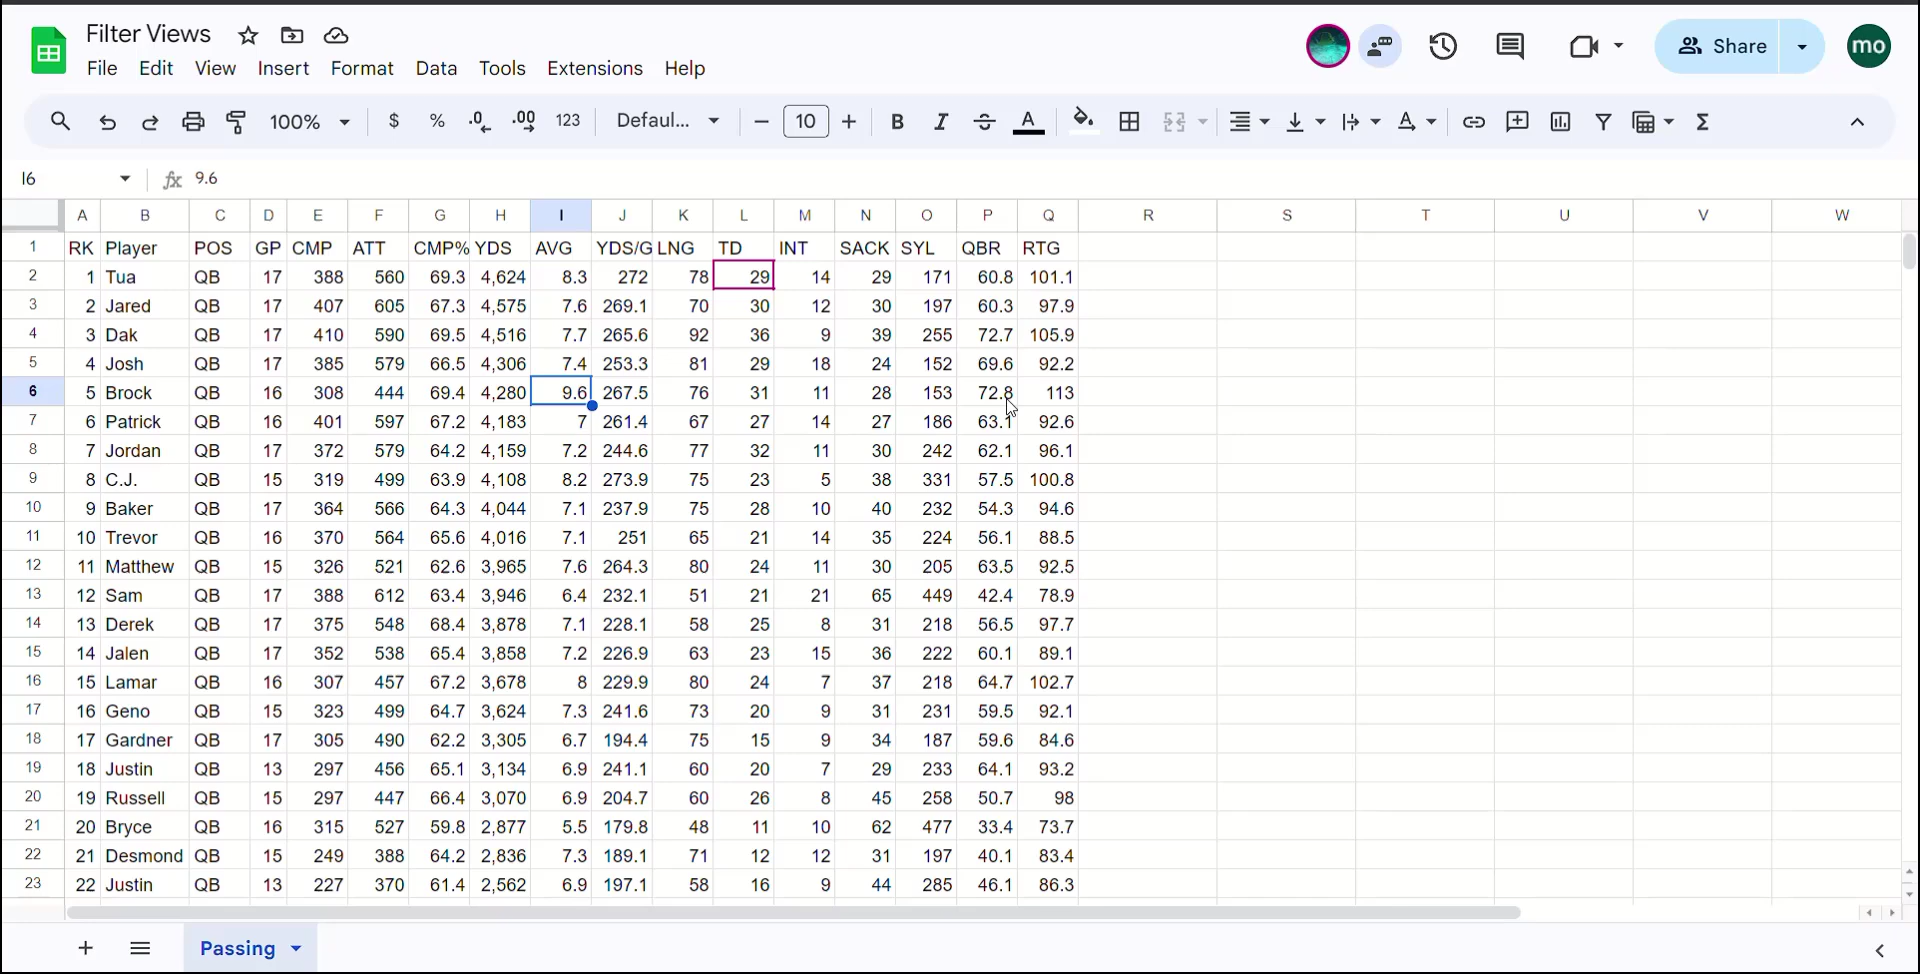 Filter Views
File Edit View Insert Format Data Tools Extensions Help
Share
mo
100% $ % .0 .00 123 Defaul... 10 B I S A A Σ
I6 fx 9.6
A B C D E F G H I J K L M N O P Q R S T U V W
1 RK Player POS GP CMP ATT CMP% YDS AVG YDS/G LNG TD INT SACK SYL QBR RTG
2 1 Tua QB 17 388 560 69.3 4,624 8.3 272 78 29 14 29 171 60.8 101.1
3 2 Jared QB 17 407 605 67.3 4,575 7.6 269.1 70 30 12 30 197 60.3 97.9
4 3 Dak QB 17 410 590 69.5 4,516 7.7 265.6 92 36 9 39 255 72.7 105.9
5 4 Josh QB 17 385 579 66.5 4,306 7.4 253.3 81 29 18 24 152 69.6 92.2
6 5 Brock QB 16 308 444 69.4 4,280 9.6 267.5 76 31 11 28 153 72.8 113
7 6 Patrick QB 16 401 597 67.2 4,183 7 261.4 67 27 14 27 186 63.1 92.6
8 7 Jordan QB 17 372 579 64.2 4,159 7.2 244.6 77 32 11 30 242 62.1 96.1
9 8 C.J. QB 15 319 499 63.9 4,108 8.2 273.9 75 23 5 38 331 57.5 100.8
10 9 Baker QB 17 364 566 64.3 4,044 7.1 237.9 75 28 10 40 232 54.3 94.6
11 10 Trevor QB 16 370 564 65.6 4,016 7.1 251 65 21 14 35 224 56.1 88.5
12 11 Matthew QB 15 326 521 62.6 3,965 7.6 264.3 80 24 11 30 205 63.5 92.5
13 12 Sam QB 17 388 612 63.4 3,946 6.4 232.1 51 21 21 65 449 42.4 78.9
14 13 Derek QB 17 375 548 68.4 3,878 7.1 228.1 58 25 8 31 218 56.5 97.7
15 14 Jalen QB 17 352 538 65.4 3,858 7.2 226.9 63 23 15 36 222 60.1 89.1
16 15 Lamar QB 16 307 457 67.2 3,678 8 229.9 80 24 7 37 218 64.7 102.7
17 16 Geno QB 15 323 499 64.7 3,624 7.3 241.6 73 20 9 31 231 59.5 92.1
18 17 Gardner QB 17 305 490 62.2 3,305 6.7 194.4 75 15 9 34 187 59.6 84.6
19 18 Justin QB 13 297 456 65.1 3,134 6.9 241.1 60 20 7 29 233 64.1 93.2
20 19 Russell QB 15 297 447 66.4 3,070 6.9 204.7 60 26 8 45 258 50.7 98
21 20 Bryce QB 16 315 527 59.8 2,877 5.5 179.8 48 11 10 62 477 33.4 73.7
22 21 Desmond QB 15 249 388 64.2 2,836 7.3 189.1 71 12 12 31 197 40.1 83.4
23 22 Justin QB 13 227 370 61.4 2,562 6.9 197.1 58 16 9 44 285 46.1 86.3
Passing